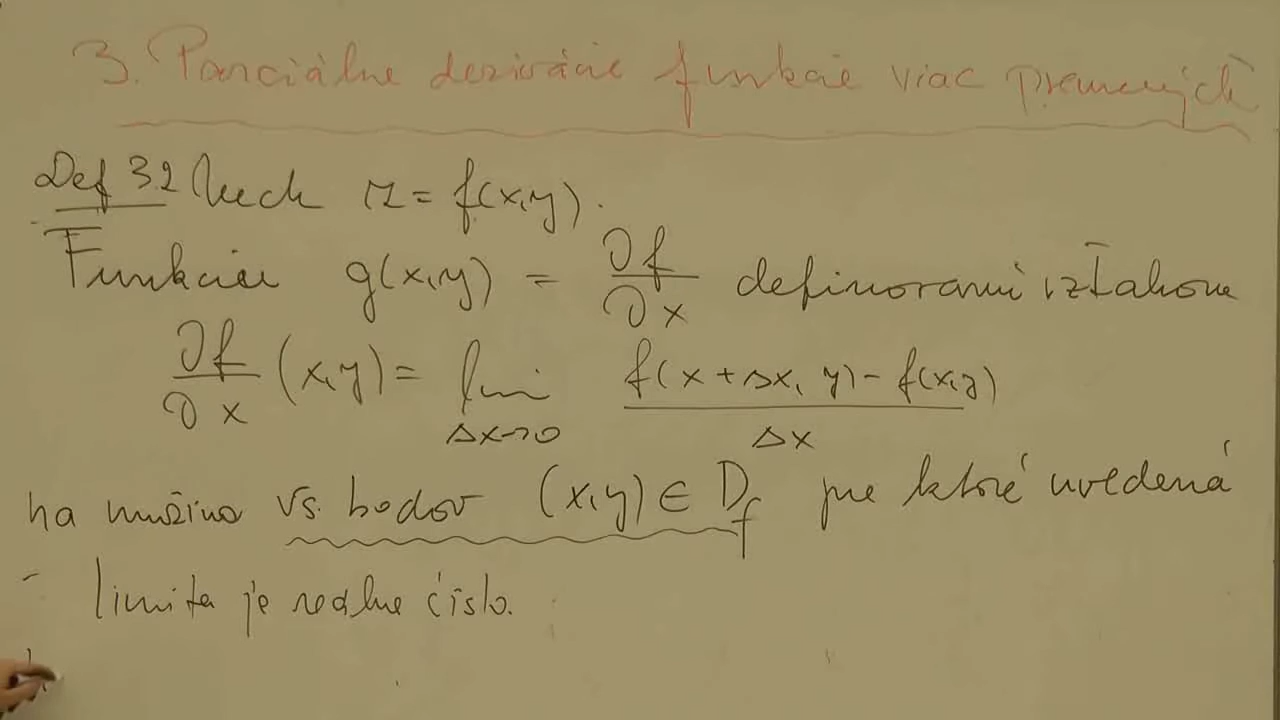 3. Parciálne derivácie funkcie viac premenných
Def 3.2 Nech z = f(x,y).
Funkciu g(x,y) = ∂f/∂x definovanú vzťahom
∂f/∂x (x,y) = lim Δx→0 (f(x+Δx, y) - f(x,y))/Δx
na množine vš. bodov (x,y) ∈ D_f pre ktoré uvedená
limita je reálne číslo.